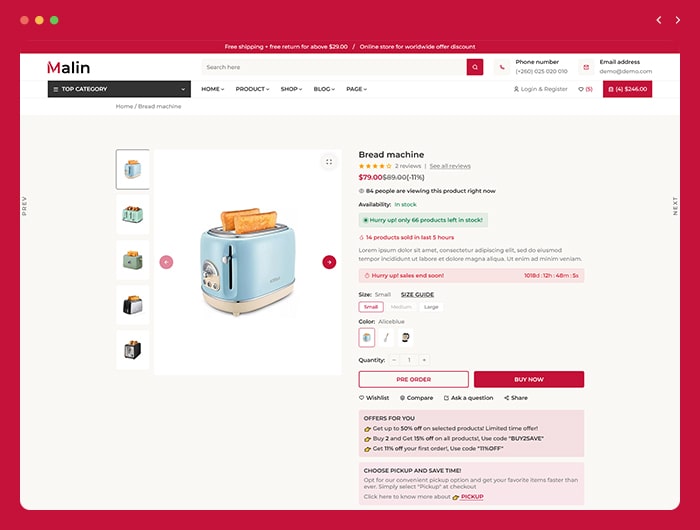 Free shipping + free return for above $29.00 / Online store for worldwide offer discount
Malin
Search here
Phone number
(+260) 025 020 010
Email address
demo@demo.com
TOP CATEGORY
HOME PRODUCT SHOP BLOG PAGE
Login & Register
(5)
(4) $246.00
Home / Bread machine
PREV
NEXT
Bread machine
2 reviews | See all reviews
$79.00$89.00(-11%)
84 people are viewing this product right now
Availability: In stock
Hurry up! only 66 products left in stock!
14 products sold in last 5 hours
Lorem ipsum dolor sit amet, consectetur adipiscing elit, sed do eiusmod
tempor incididunt ut labore et dolore magna aliqua. Ut enim ad minim veniam.
Hurry up! sales end soon!
1018d : 12h : 48m : 5s
Size: Small SIZE GUIDE
Small Medium Large
Color: Aliceblue
Quantity: − 1 +
PRE ORDER
BUY NOW
Wishlist Compare Ask a question Share
OFFERS FOR YOU
Get up to 50% off on selected products! Limited time offer!
Buy 2 and Get 15% off on all products!, Use code "BUY2SAVE"
Get 11% off your first order!, Use code "11%OFF"
CHOOSE PICKUP AND SAVE TIME!
Opt for our convenient pickup option and get your favorite items faster than
ever. Simply select "Pickup" at checkout
Click here to know more about PICKUP